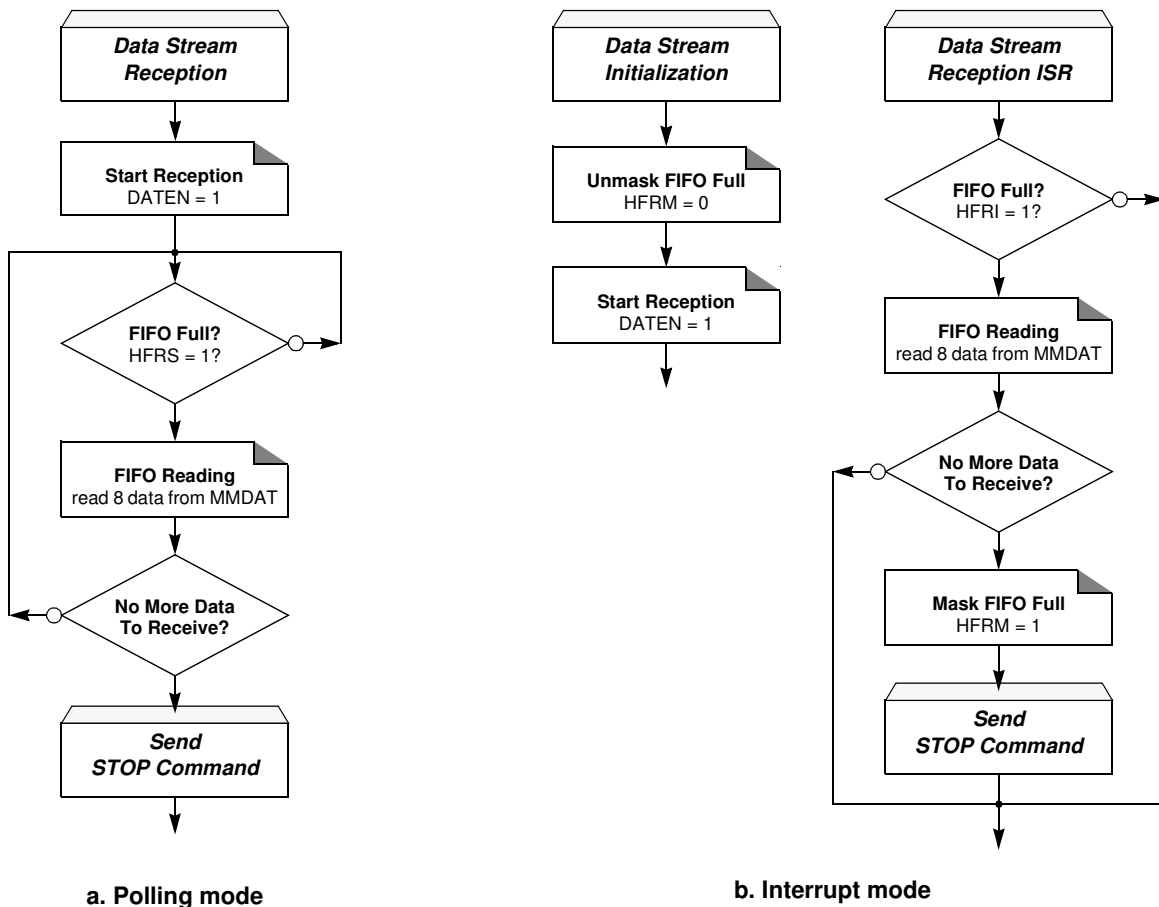 Data Stream
Reception
Start Reception
DATEN = 1
FIFO Full?
HFRS = 1?
FIFO Reading
read 8 data from MMDAT
No More Data
To Receive?
Send
STOP Command
a. Polling mode
Data Stream
Initialization
Unmask FIFO Full
HFRM = 0
Start Reception
DATEN = 1
Data Stream
Reception ISR
FIFO Full?
HFRI = 1?
FIFO Reading
read 8 data from MMDAT
No More Data
To Receive?
Mask FIFO Full
HFRM = 1
Send
STOP Command
b. Interrupt mode